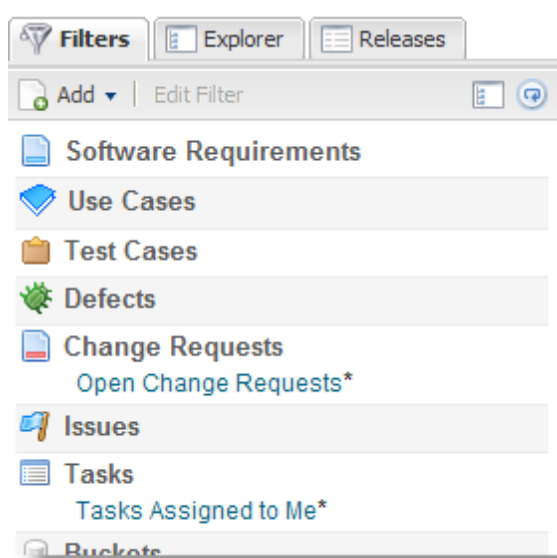 Filters Explorer Releases
Add Edit Filter
Software Requirements
Use Cases
Test Cases
Defects
Change Requests
Open Change Requests*
Issues
Tasks
Tasks Assigned to Me*
Buckets